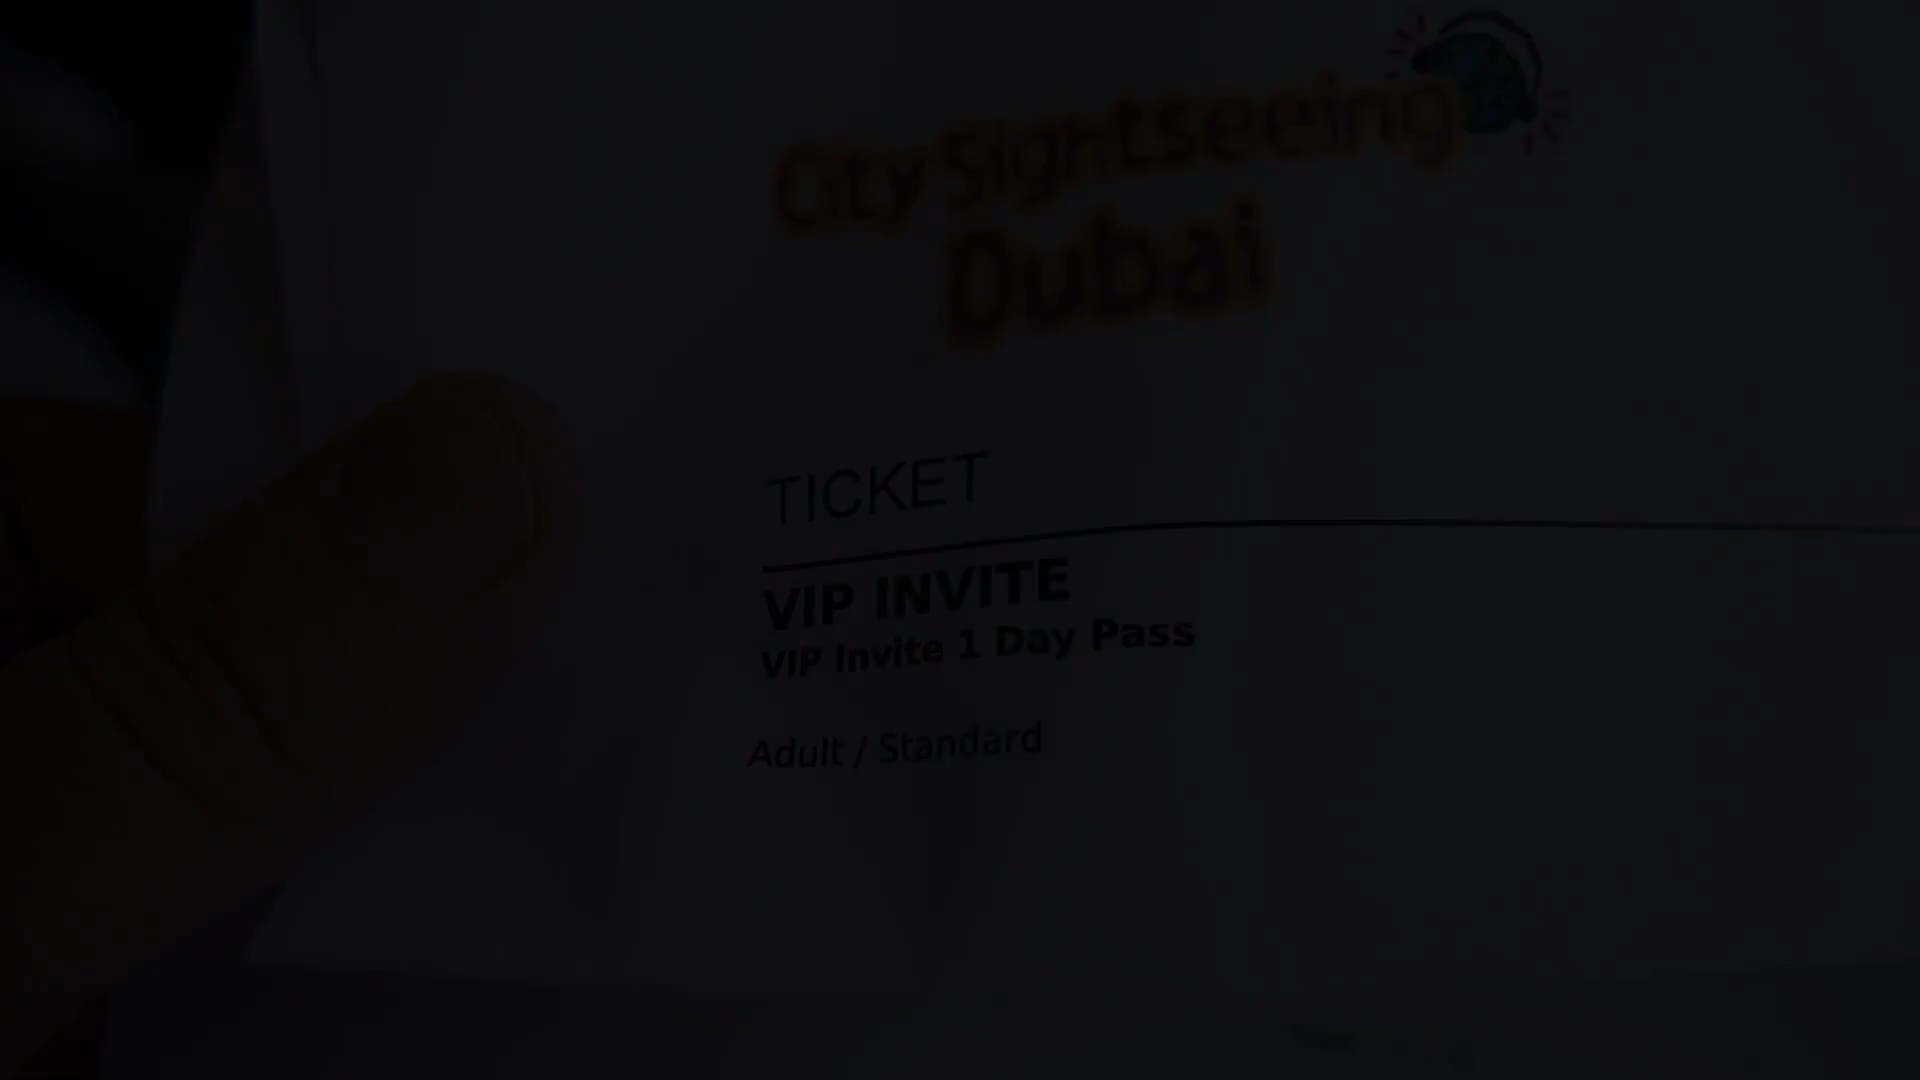 City Sightseeing
Dubai
TICKET
VIP INVITE
VIP Invite 1 Day Pass
Adult / Standard